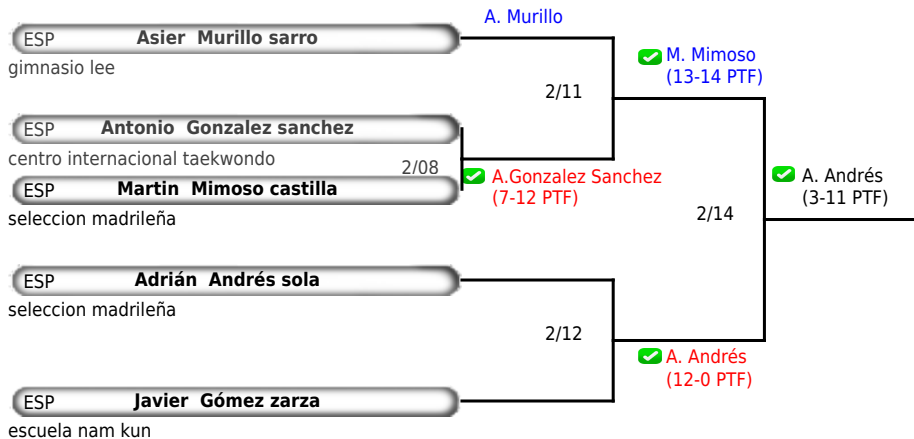 A. Murillo
ESP Asier Murillo sarro
gimnasio lee
M. Mimoso
(13-14 PTF)
2/11
ESP Antonio Gonzalez sanchez
centro internacional taekwondo
2/08
A.Gonzalez Sanchez
(7-12 PTF)
ESP Martin Mimoso castilla
seleccion madrileña
A. Andrés
(3-11 PTF)
2/14
ESP Adrián Andrés sola
seleccion madrileña
2/12
A. Andrés
(12-0 PTF)
ESP Javier Gómez zarza
escuela nam kun